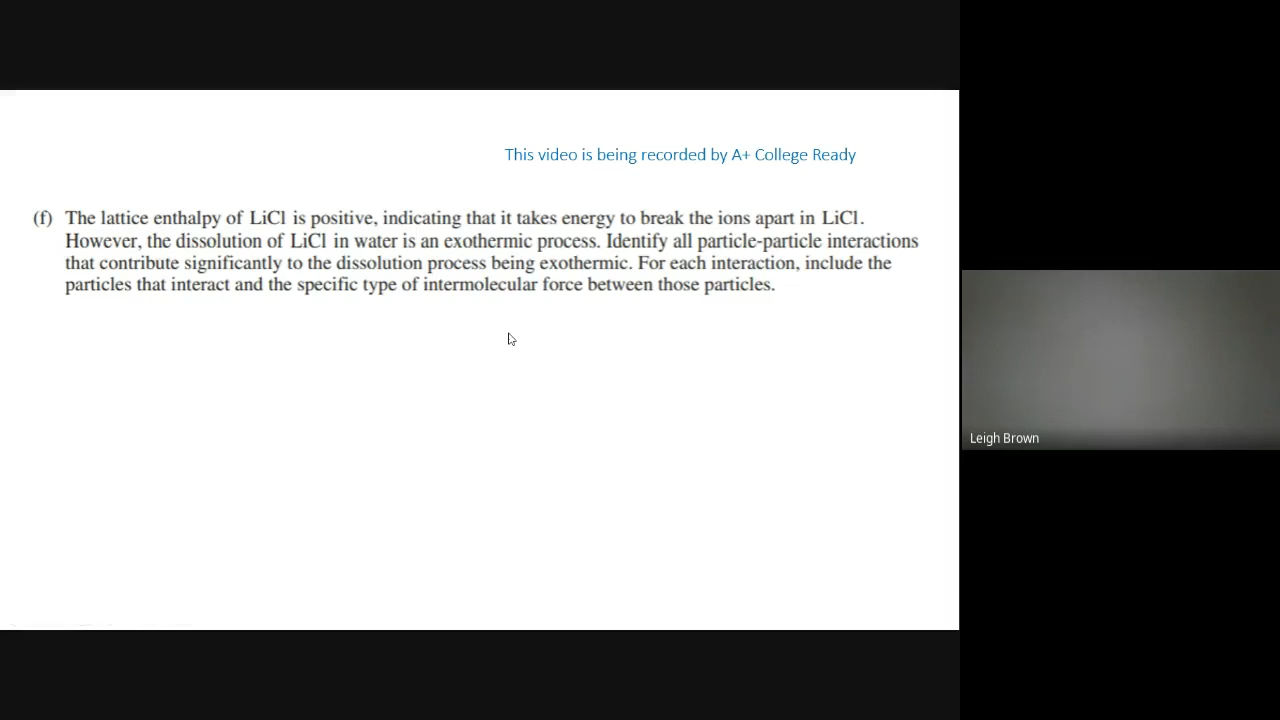 This video is being recorded by A+ College Ready
(f) The lattice enthalpy of LiCl is positive, indicating that it takes energy to break the ions apart in LiCl.
However, the dissolution of LiCl in water is an exothermic process. Identify all particle-particle interactions
that contribute significantly to the dissolution process being exothermic. For each interaction, include the
particles that interact and the specific type of intermolecular force between those particles.
Leigh Brown